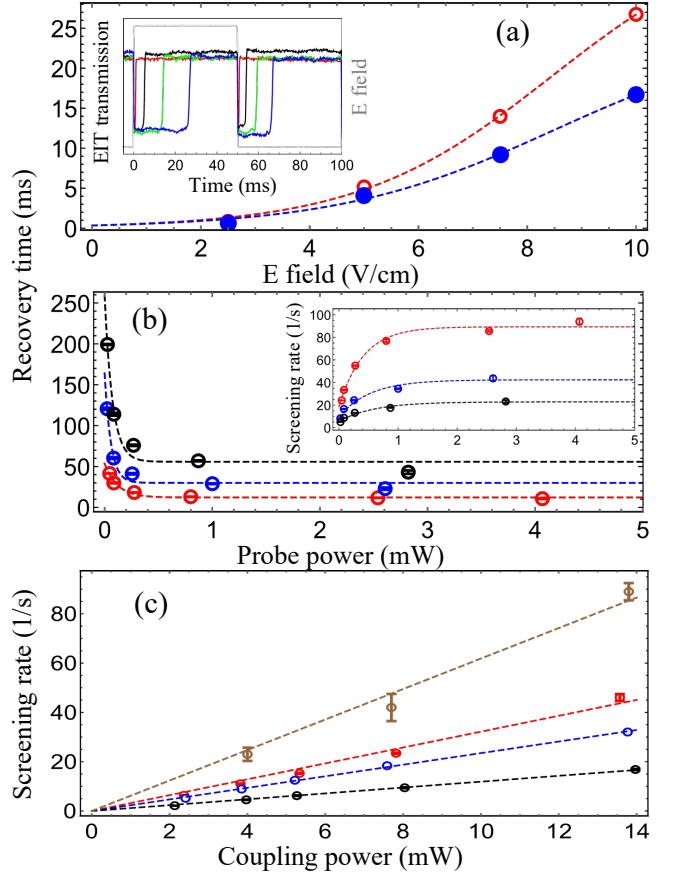 25
20
15
10
5
0
(a)
EIT transmission
E field
0 20 40 60 80 100
Time (ms)
0 2 4 6 8 10
E field (V/cm)
Recovery time (ms)
250
200
150
100
50
0
(b)
Screening rate (1/s)
100
80
60
40
20
0
0 1 2 3 4 5
0 1 2 3 4 5
Probe power (mW)
Screening rate (1/s)
80
60
40
20
0
(c)
0 2 4 6 8 10 12 14
Coupling power (mW)